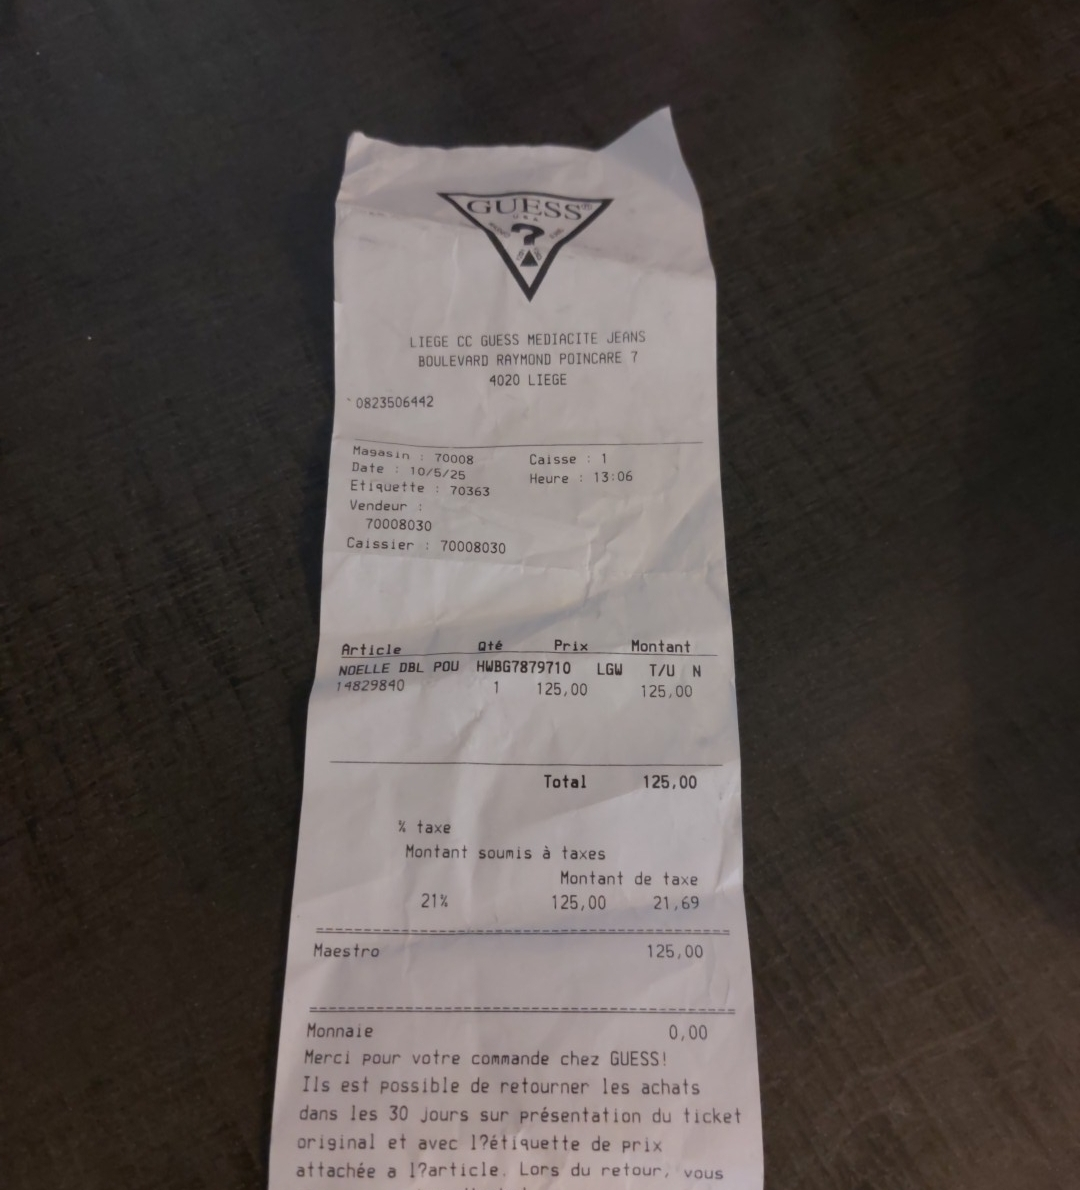 GUESS®
USA
?
LIEGE CC GUESS MEDIACITE JEANS
BOULEVARD RAYMOND POINCARE 7
4020 LIEGE
0823506442
Magasin : 70008 Caisse : 1
Date : 10/5/25 Heure : 13:06
Etiquette : 70363
Vendeur :
70008030
Caissier : 70008030
Article Qté Prix Montant
NOELLE DBL POU HWBG7879710 LGW T/U N
14829840 1 125,00 125,00
Total 125,00
% taxe
Montant soumis à taxes
Montant de taxe
21% 125,00 21,69
Maestro 125,00
Monnaie 0,00
Merci pour votre commande chez GUESS!
Ils est possible de retourner les achats
dans les 30 jours sur présentation du ticket
original et avec l?étiquette de prix
attachée a l?article. Lors du retour, vous